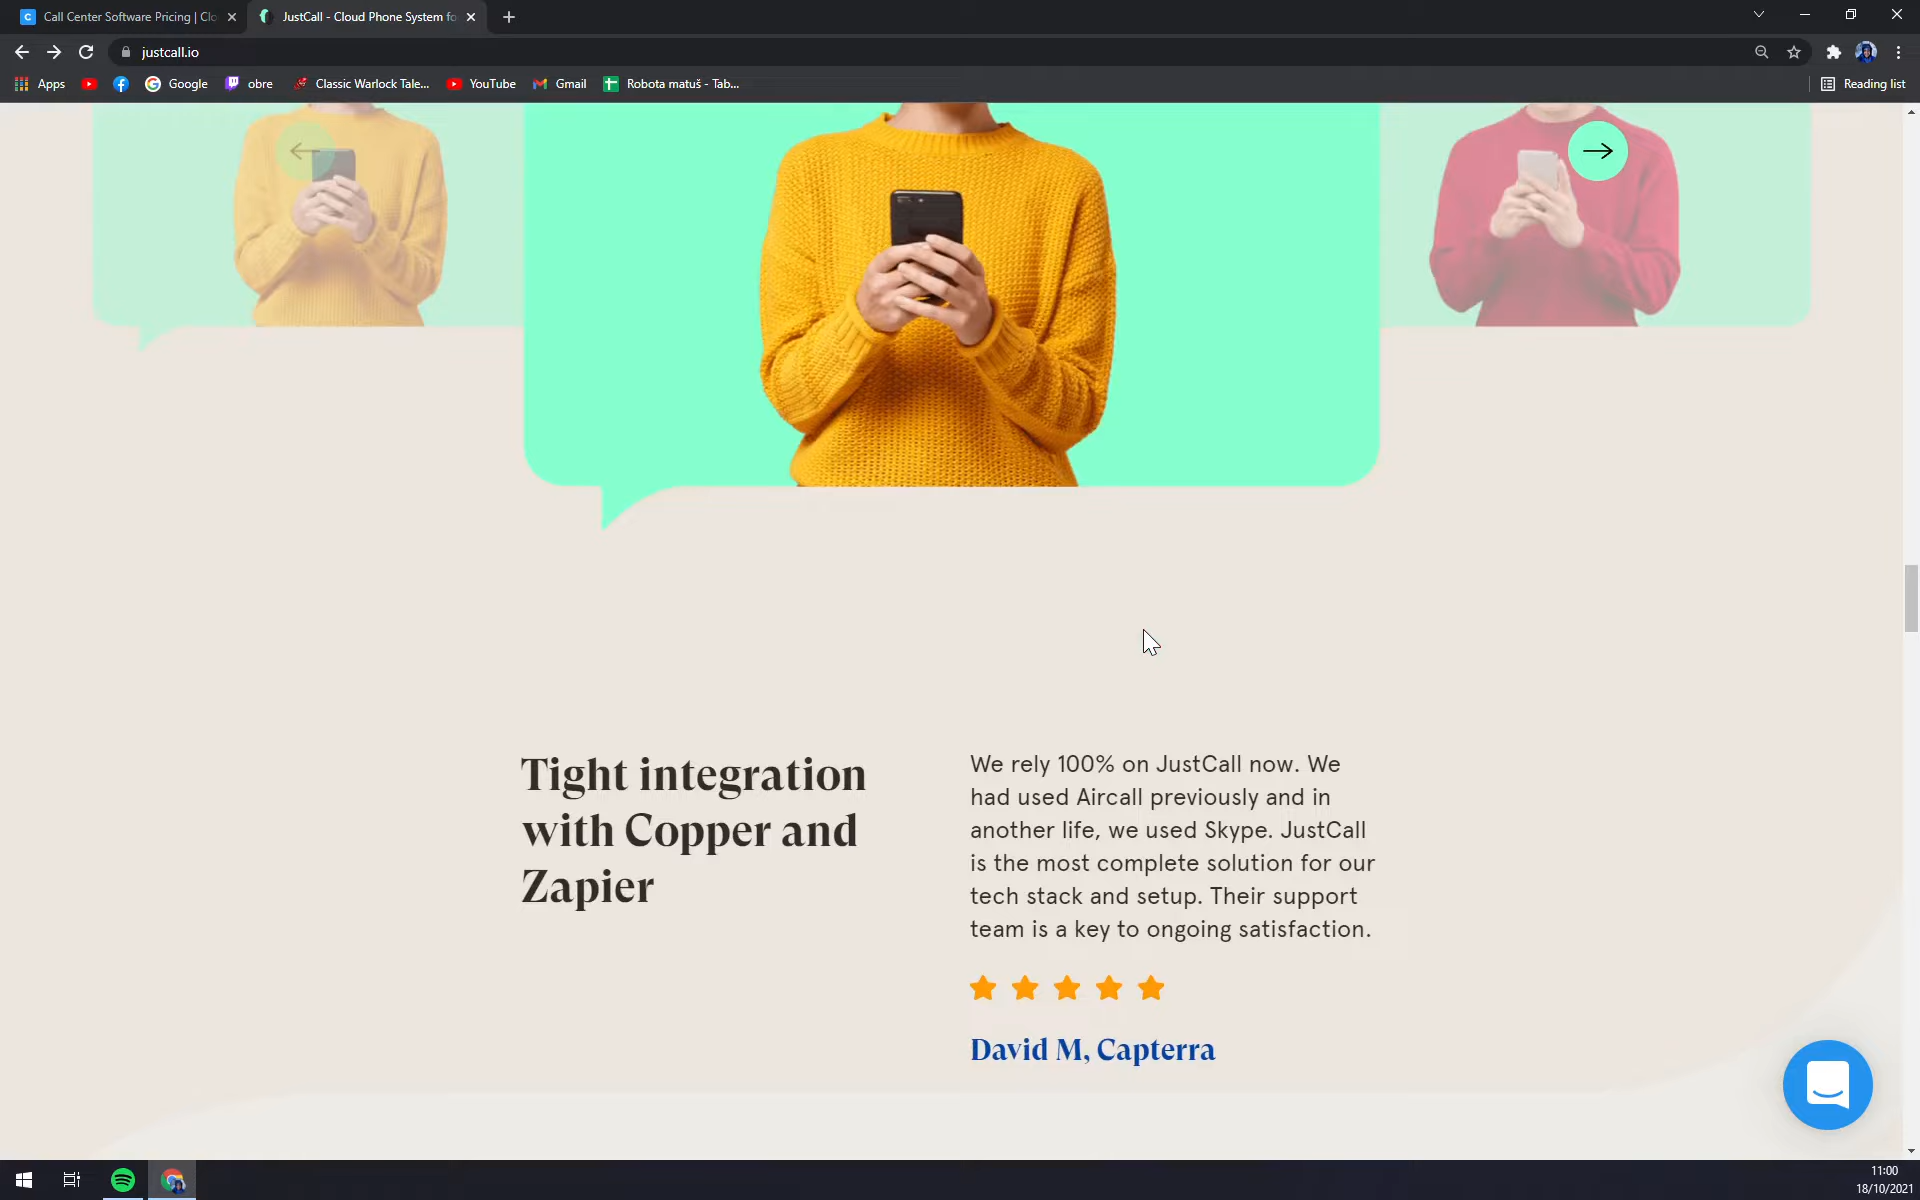 Call Center Software Pricing | Clo
JustCall - Cloud Phone System fo
justcall.io
Apps
Google
obre
Classic Warlock Tale...
YouTube
Gmail
Robota matuš - Tab...
Reading list
Tight integration
with Copper and
Zapier
We rely 100% on JustCall now. We
had used Aircall previously and in
another life, we used Skype. JustCall
is the most complete solution for our
tech stack and setup. Their support
team is a key to ongoing satisfaction.
David M, Capterra
11:00
18/10/2021